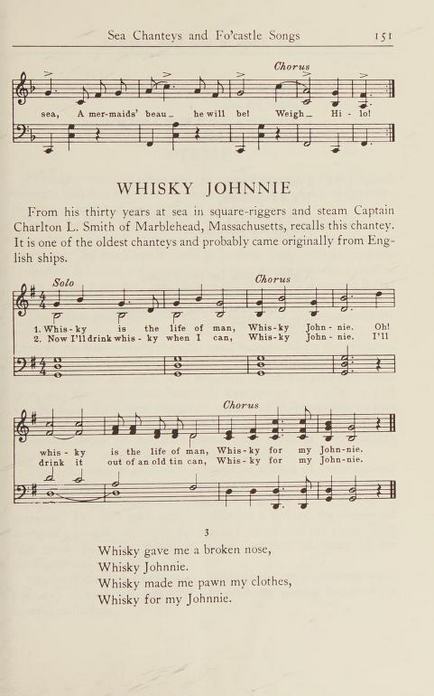 Sea Chanteys and Fo'castle Songs 151
Chorus
sea, A mer-maids' beau_ he will be! Weigh_ Hi - lo!
WHISKY JOHNNIE
From his thirty years at sea in square-riggers and steam Captain
Charlton L. Smith of Marblehead, Massachusetts, recalls this chantey.
It is one of the oldest chanteys and probably came originally from Eng-
lish ships.
Solo Chorus
1. Whis - ky is the life of man, Whis - ky John - nie. Oh!
2. Now I'll drink whis - ky when I can, Whis - ky John - nie. I'll
Chorus
whis - ky is the life of man, Whis - ky for my John-nie.
drink it out of an old tin can, Whis - ky for my John-nie.
3
Whisky gave me a broken nose,
Whisky Johnnie.
Whisky made me pawn my clothes,
Whisky for my Johnnie.